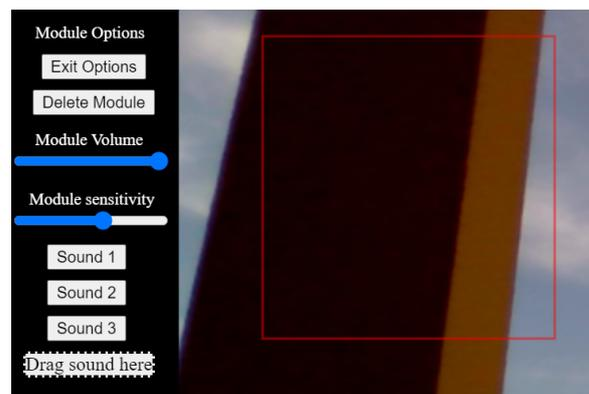 Module Options
Exit Options
Delete Module
Module Volume
Module sensitivity
Sound 1
Sound 2
Sound 3
Drag sound here